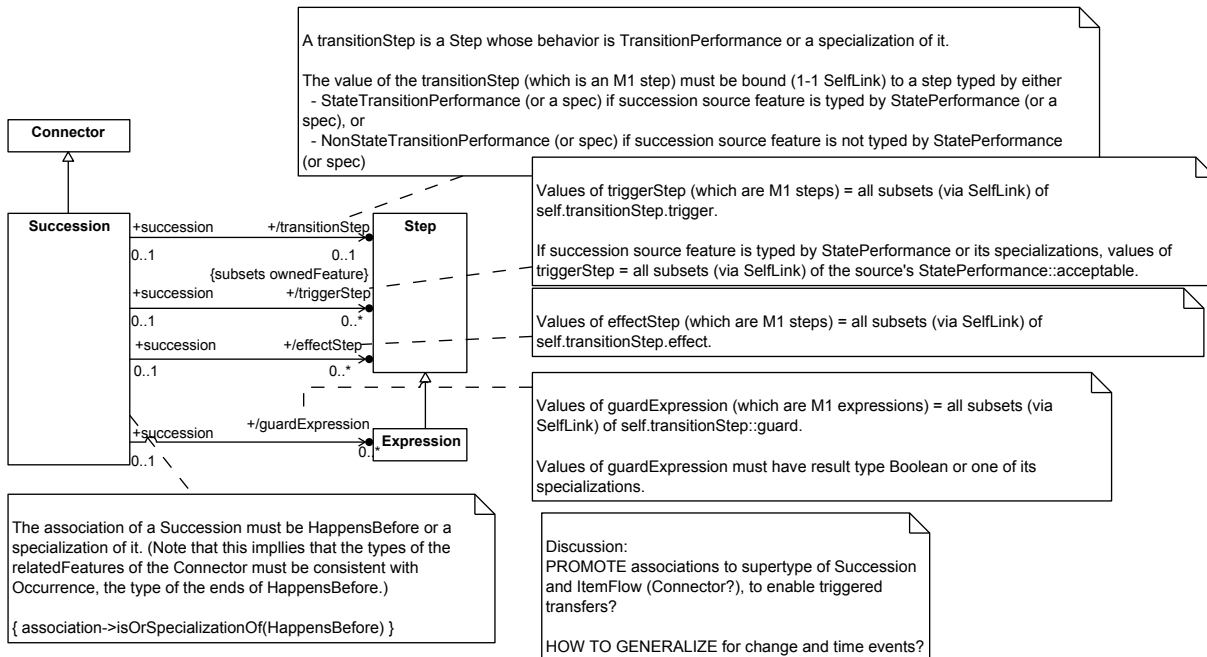 A transitionStep is a Step whose behavior is TransitionPerformance or a specialization of it.
The value of the transitionStep (which is an M1 step) must be bound (1-1 SelfLink) to a step typed by either
- StateTransitionPerformance (or a spec) if succession source feature is typed by StatePerformance (or a
spec), or
- NonStateTransitionPerformance (or spec) if succession source feature is not typed by StatePerformance
(or spec)
Connector
Values of triggerStep (which are M1 steps) = all subsets (via SelfLink) of
self.transitionStep.trigger.
If succession source feature is typed by StatePerformance or its specializations, values of
triggerStep = all subsets (via SelfLink) of the source's StatePerformance::acceptable.
Succession
+succession
+/transitionStep
Step
0..1
0..1
{subsets ownedFeature}
+succession
+/triggerStep
0..1
0..*
+succession
+/effectStep
0..1
0..*
Values of effectStep (which are M1 steps) = all subsets (via SelfLink) of
self.transitionStep.effect.
+succession
+/guardExpression
0..1
0..*
Expression
Values of guardExpression (which are M1 expressions) = all subsets (via
SelfLink) of self.transitionStep::guard.
Values of guardExpression must have result type Boolean or one of its
specializations.
The association of a Succession must be HappensBefore or a
specialization of it. (Note that this impllies that the types of the
relatedFeatures of the Connector must be consistent with
Occurrence, the type of the ends of HappensBefore.)
{ association->isOrSpecializationOf(HappensBefore) }
Discussion:
PROMOTE associations to supertype of Succession
and ItemFlow (Connector?), to enable triggered
transfers?
HOW TO GENERALIZE for change and time events?